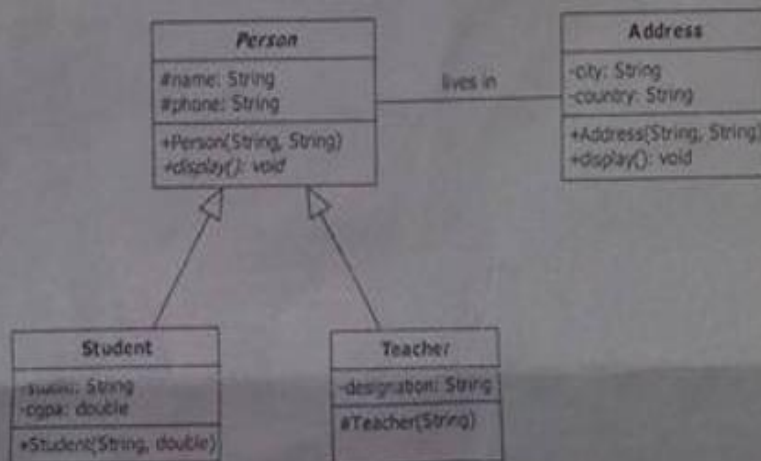 Person
#name: String
#phone: String
+Person(String, String)
+display(): void
lives in
Address
-city: String
-country: String
+Address(String, String)
+display(): void
Student
String
-cgpa: double
+Student(String, double)
Teacher
-designation: String
#Teacher(String)